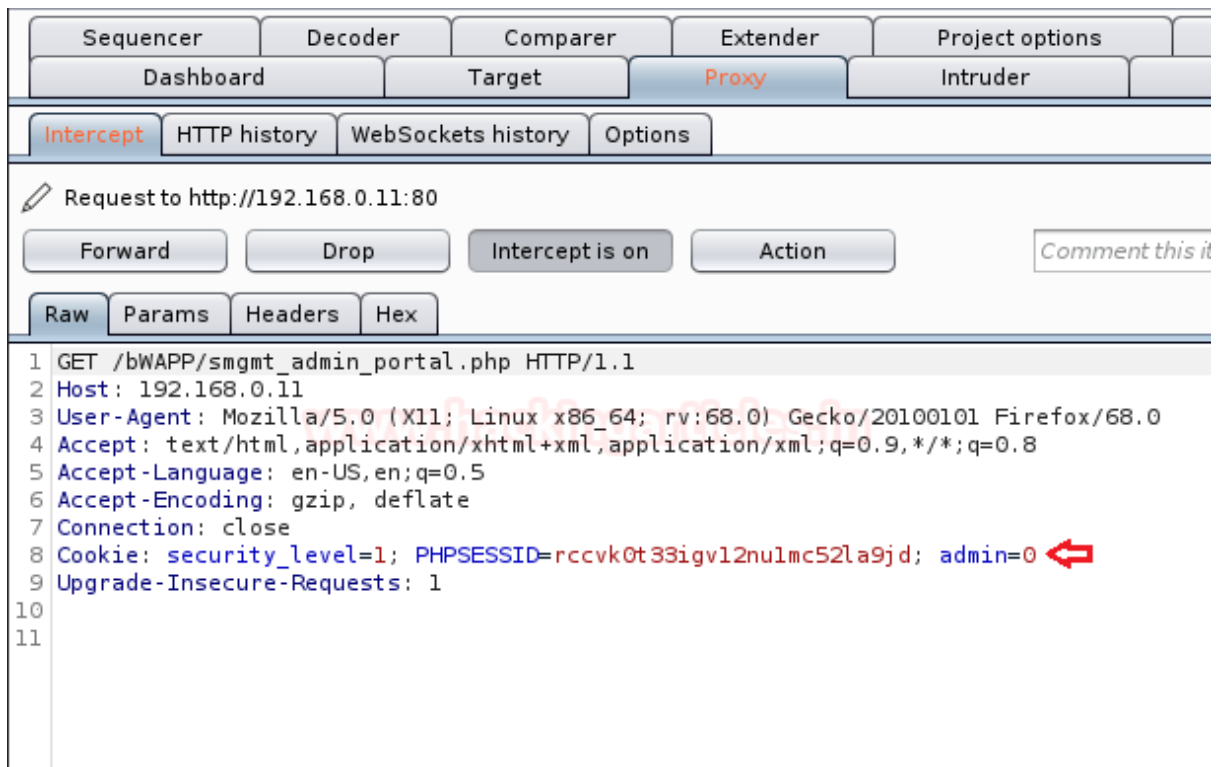 Sequencer Decoder Comparer Extender Project options
Dashboard Target Proxy Intruder
Intercept HTTP history WebSockets history Options
Request to http://192.168.0.11:80
Forward Drop Intercept is on Action Comment this it
Raw Params Headers Hex
1 GET /bWAPP/smgmt_admin_portal.php HTTP/1.1
2 Host: 192.168.0.11
3 User-Agent: Mozilla/5.0 (X11; Linux x86_64; rv:68.0) Gecko/20100101 Firefox/68.0
4 Accept: text/html,application/xhtml+xml,application/xml;q=0.9,*/*;q=0.8
5 Accept-Language: en-US,en;q=0.5
6 Accept-Encoding: gzip, deflate
7 Connection: close
8 Cookie: security_level=1; PHPSESSID=rccvk0t33igv12nu1mc52la9jd; admin=0
9 Upgrade-Insecure-Requests: 1
10
11